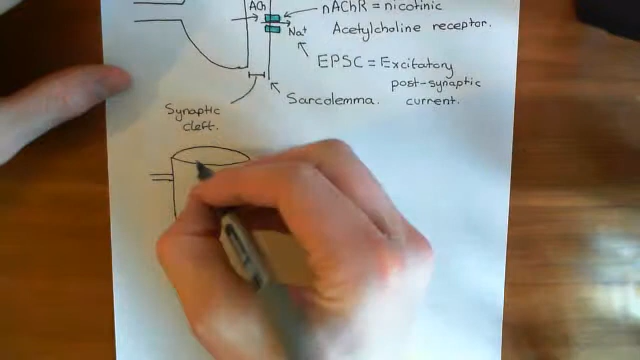 ACh
nAChR = nicotinic
Acetylcholine receptor.
Na+
EPSC = Excitatory
post-synaptic
current.
Sarcolemma.
Synaptic
cleft.